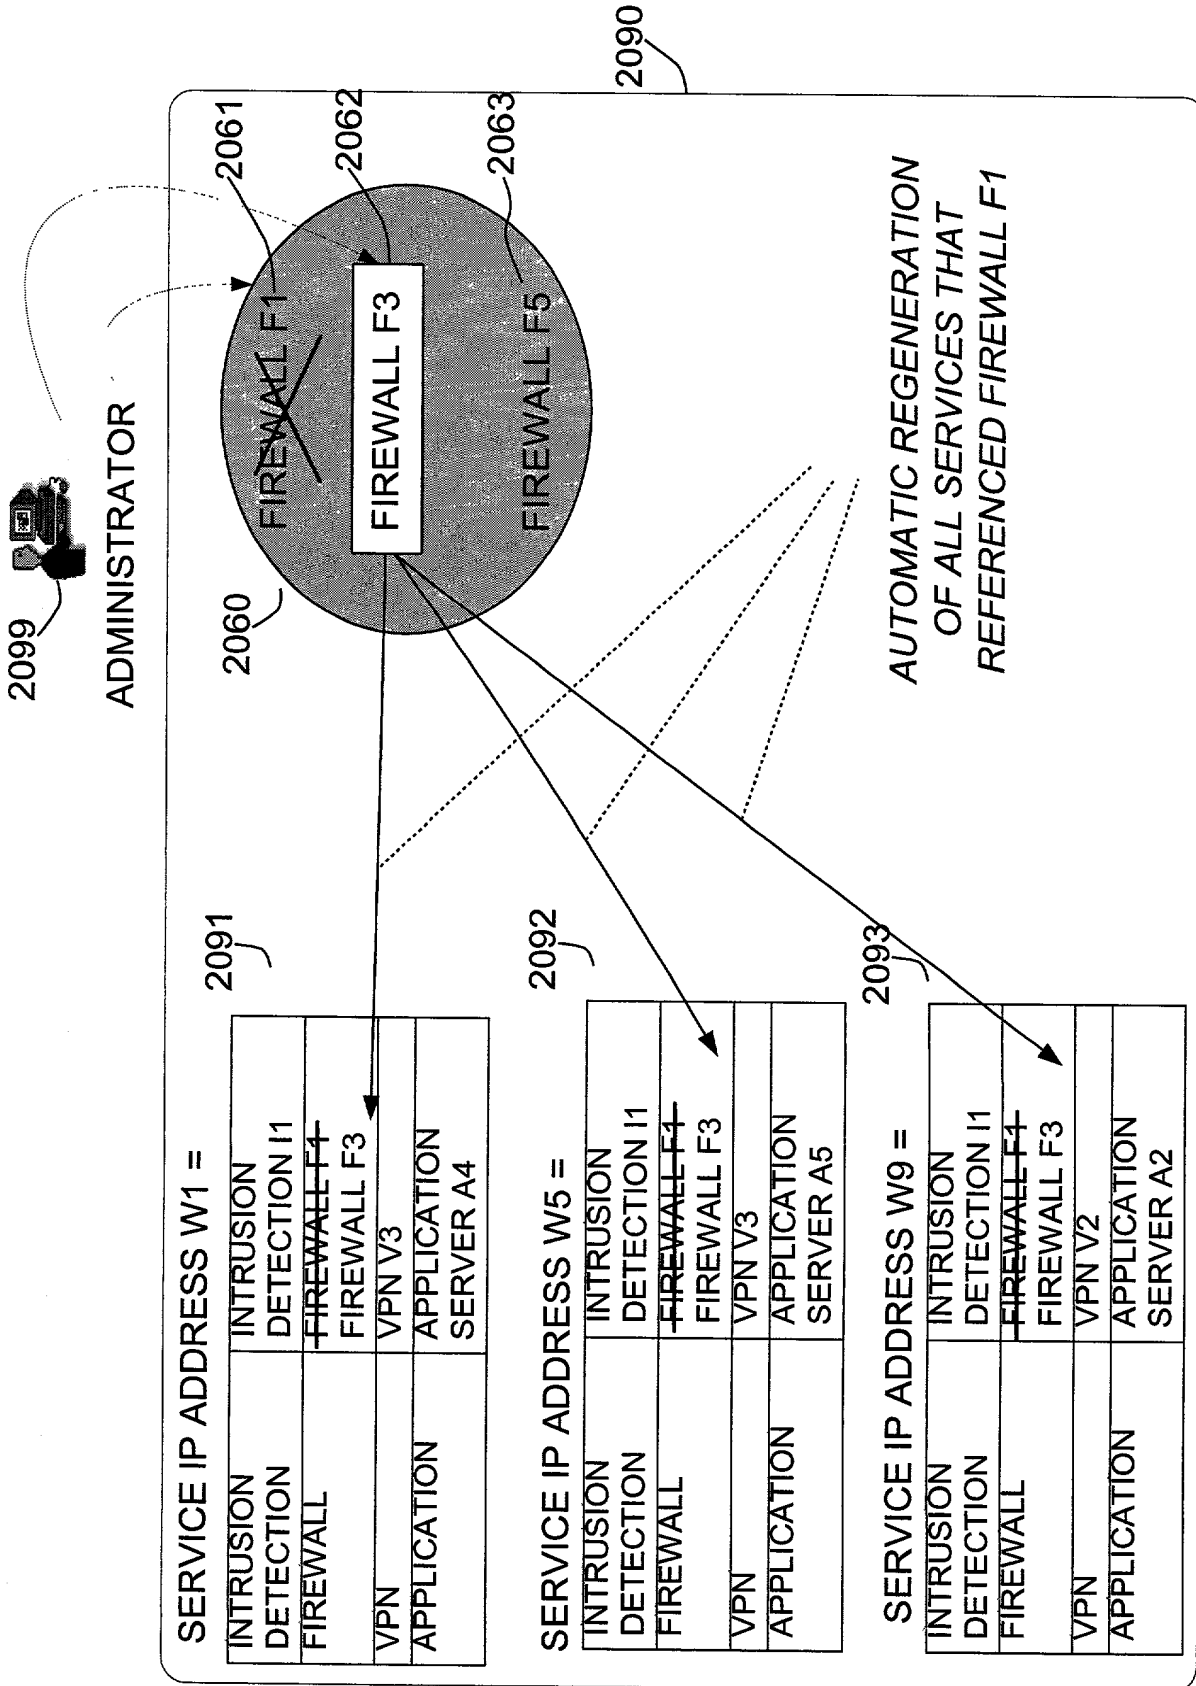 2099
ADMINISTRATOR
2090
SERVICE IP ADDRESS W1 =
2091
INTRUSION
DETECTION
INTRUSION
DETECTION I1
FIREWALL
FIREWALL F1
FIREWALL F3
VPN
VPN V3
APPLICATION
APPLICATION
SERVER A4
2060
FIREWALL F1
2061
FIREWALL F3
2062
FIREWALL F5
2063
SERVICE IP ADDRESS W5 =
2092
INTRUSION
DETECTION
INTRUSION
DETECTION I1
FIREWALL
FIREWALL F1
FIREWALL F3
VPN
VPN V3
APPLICATION
APPLICATION
SERVER A5
SERVICE IP ADDRESS W9 =
2093
INTRUSION
DETECTION
INTRUSION
DETECTION I1
FIREWALL
FIREWALL F1
FIREWALL F3
VPN
VPN V2
APPLICATION
APPLICATION
SERVER A2
AUTOMATIC REGENERATION
OF ALL SERVICES THAT
REFERENCED FIREWALL F1